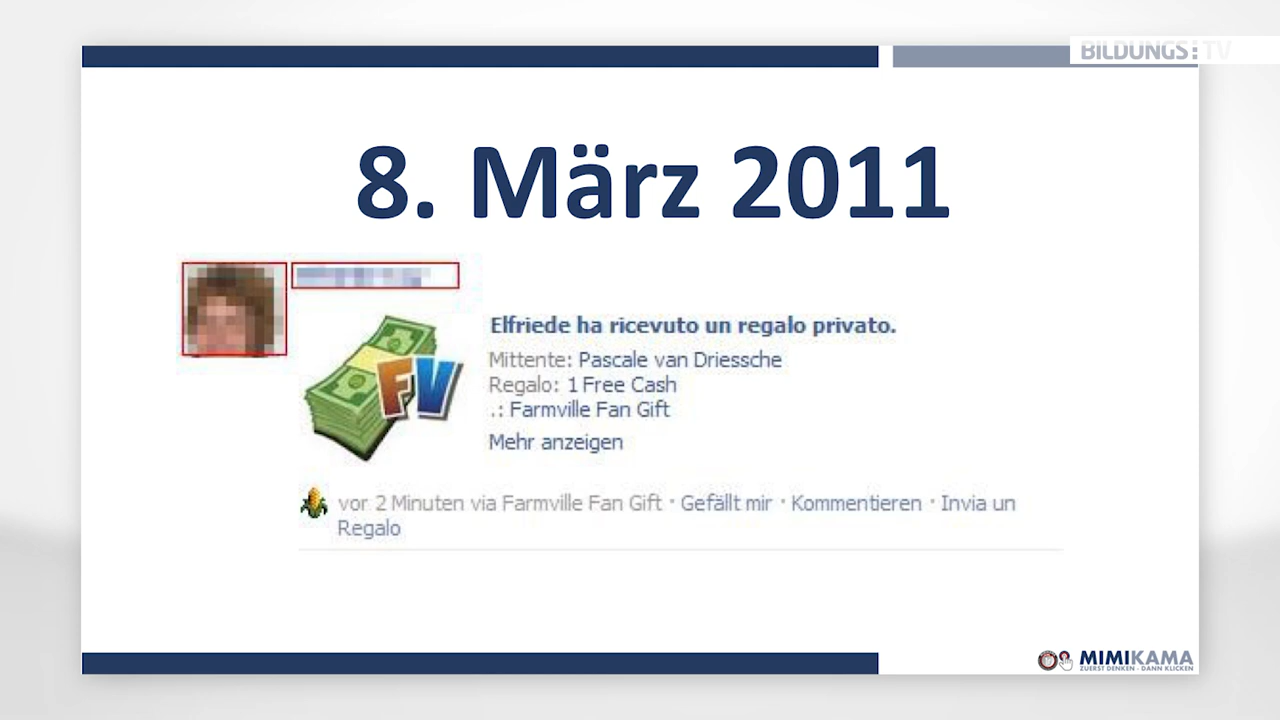 BILDUNGS:TV
8. März 2011
Elfriede ha ricevuto un regalo privato.
Mittente: Pascale van Driessche
Regalo: 1 Free Cash
.: Farmville Fan Gift
Mehr anzeigen
FV
vor 2 Minuten via Farmville Fan Gift · Gefällt mir · Kommentieren · Invia un
Regalo
MIMIKAMA
ZUERST DENKEN - DANN KLICKEN